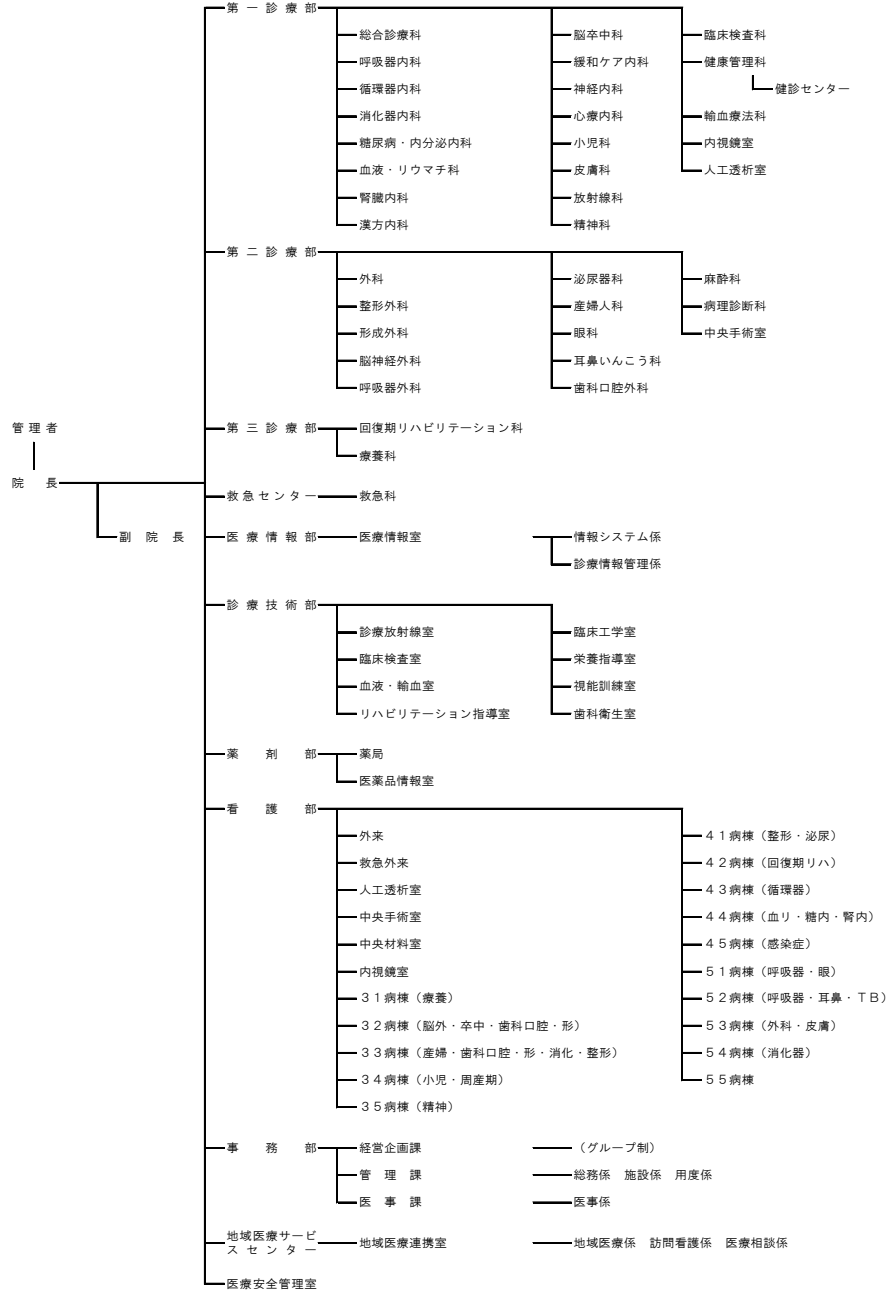 第一診療部
総合診療科 脳卒中科 臨床検査科
呼吸器内科 緩和ケア内科 健康管理科
循環器内科 神経内科 健診センター
消化器内科 心療内科 輸血療法科
糖尿病・内分泌内科 小児科 内視鏡室
血液・リウマチ科 皮膚科 人工透析室
腎臓内科 放射線科
漢方内科 精神科
第二診療部
外科 泌尿器科 麻酔科
整形外科 産婦人科 病理診断科
形成外科 眼科 中央手術室
脳神経外科 耳鼻いんこう科
呼吸器外科 歯科口腔外科
管理者 第三診療部 回復期リハビリテーション科
療養科
院長
救急センター 救急科
副院長 医療情報部 医療情報室 情報システム係
診療情報管理係
診療技術部
診療放射線室 臨床工学室
臨床検査室 栄養指導室
血液・輸血室 視能訓練室
リハビリテーション指導室 歯科衛生室
薬剤部 薬局
医薬品情報室
看護部
外来 41病棟（整形・泌尿）
救急外来 42病棟（回復期リハ）
人工透析室 43病棟（循環器）
中央手術室 44病棟（血リ・糖内・腎内）
中央材料室 45病棟（感染症）
内視鏡室 51病棟（呼吸器・眼）
31病棟（療養） 52病棟（呼吸器・耳鼻・ＴＢ）
32病棟（脳外・卒中・歯科口腔・形） 53病棟（外科・皮膚）
33病棟（産婦・歯科口腔・形・消化・整形） 54病棟（消化器）
34病棟（小児・周産期） 55病棟
35病棟（精神）
事務部 経営企画課 （グループ制）
管理課 総務係 施設係 用度係
医事課 医事係
地域医療サービ
スセンター 地域医療連携室 地域医療係 訪問看護係 医療相談係
医療安全管理室